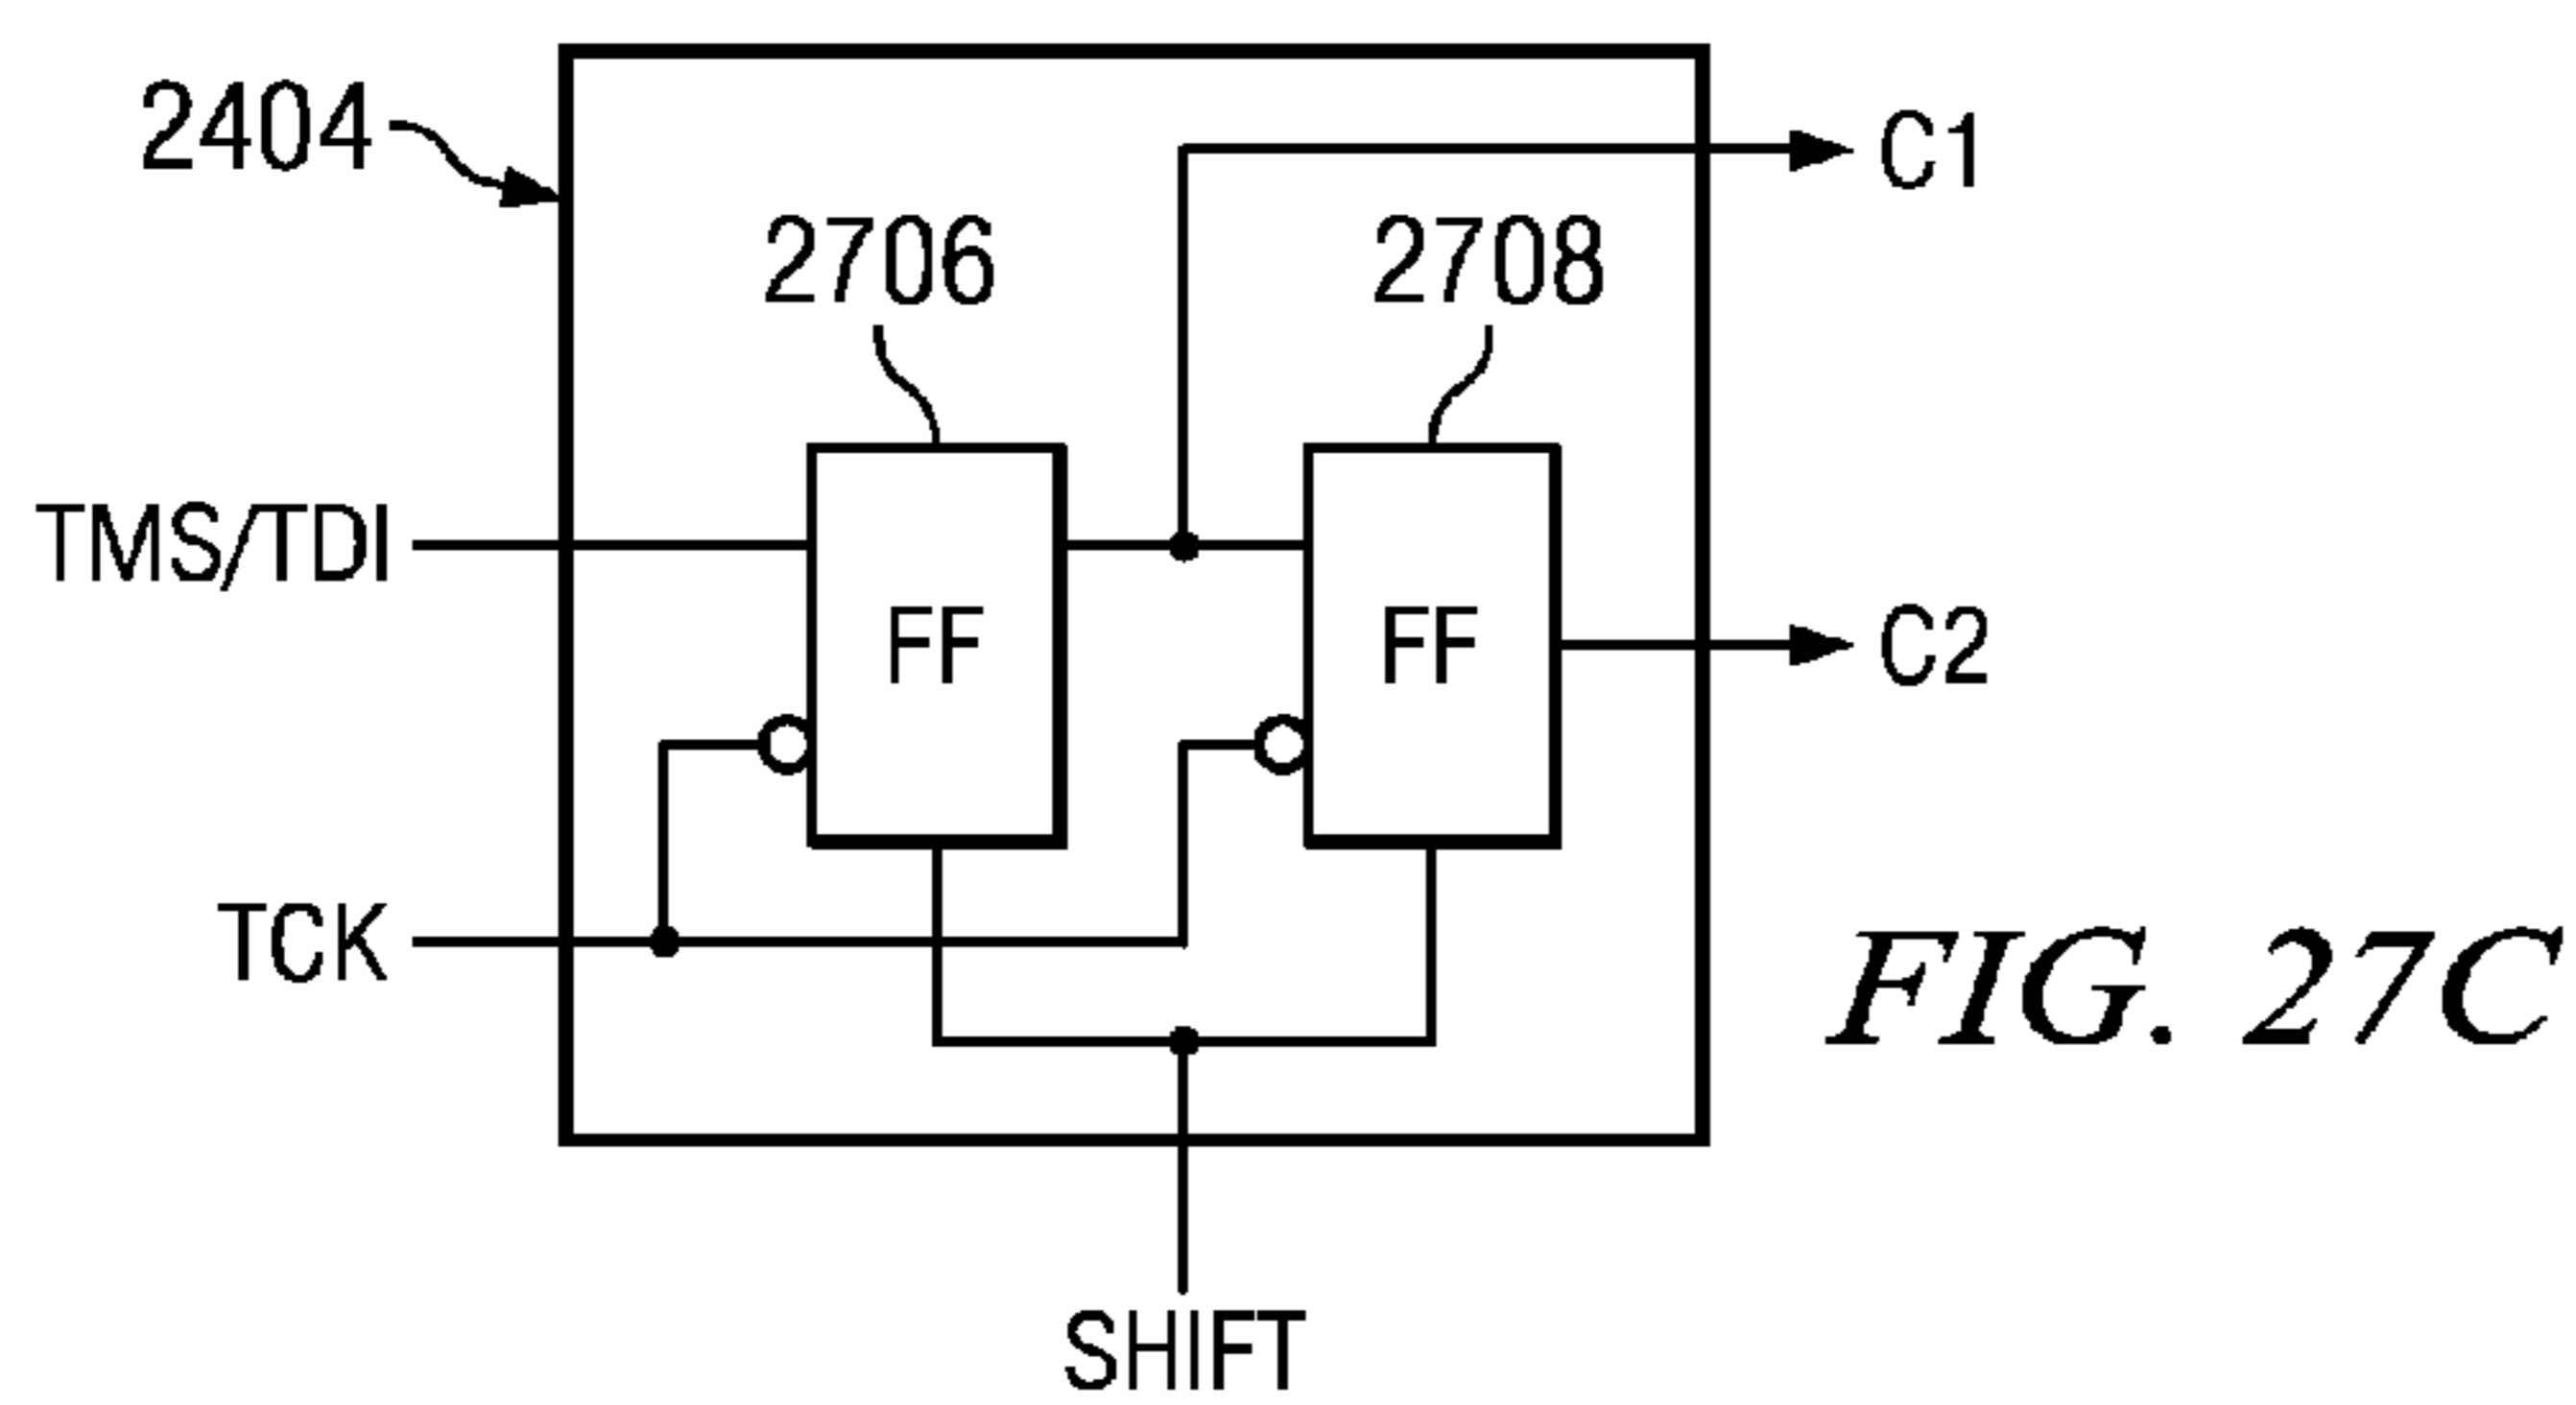 2404
C1
2706
2708
TMS/TDI
FF
FF
C2
TCK
FIG. 27C
SHIFT